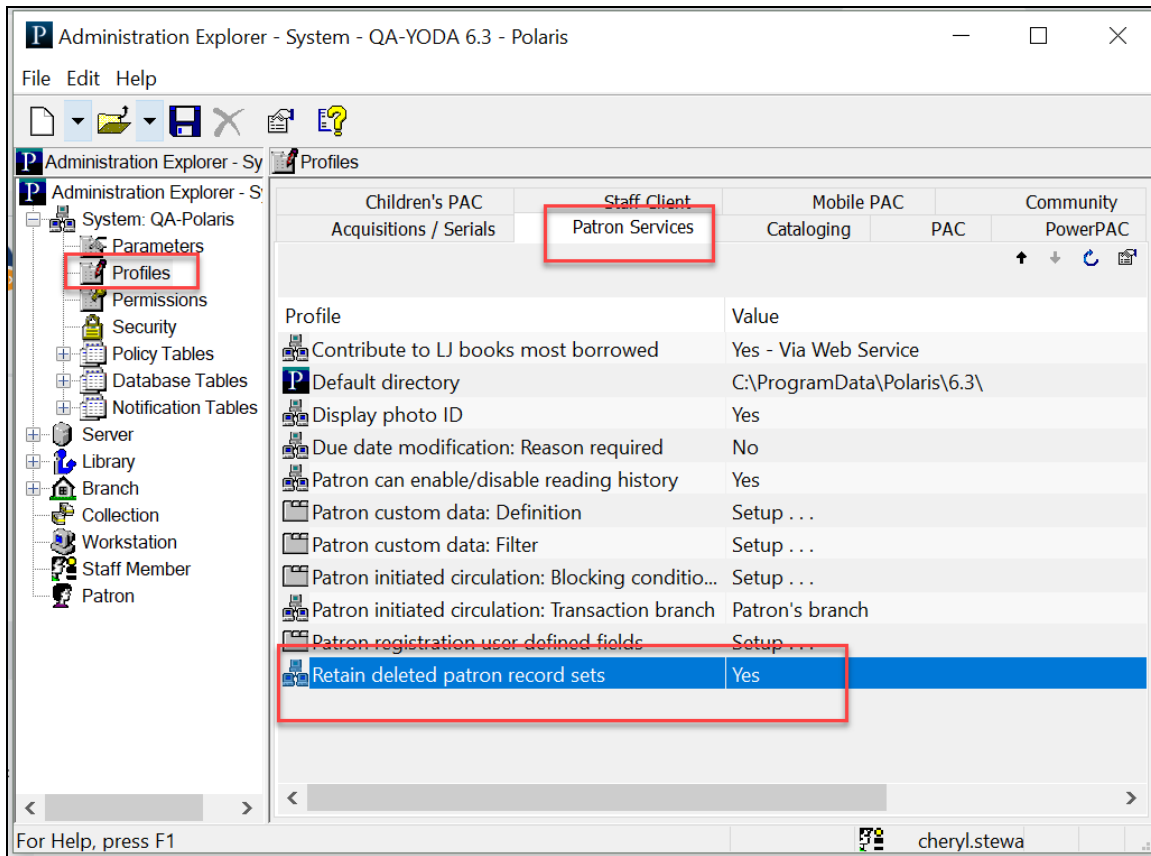 Administration Explorer - System - QA-YODA 6.3 - Polaris
File Edit Help
Administration Explorer - Sy
Profiles
Administration Explorer - S
System: QA-Polaris
Parameters
Profiles
Permissions
Security
Policy Tables
Database Tables
Notification Tables
Server
Library
Branch
Collection
Workstation
Staff Member
Patron
Children's PAC Staff Client Mobile PAC Community
Acquisitions / Serials Patron Services Cataloging PAC PowerPAC
Profile Value
Contribute to LJ books most borrowed Yes - Via Web Service
Default directory C:\ProgramData\Polaris\6.3\
Display photo ID Yes
Due date modification: Reason required No
Patron can enable/disable reading history Yes
Patron custom data: Definition Setup . . .
Patron custom data: Filter Setup . . .
Patron initiated circulation: Blocking conditio... Setup . . .
Patron initiated circulation: Transaction branch Patron's branch
Patron registration user defined fields Setup . . .
Retain deleted patron record sets Yes
For Help, press F1 cheryl.stewa